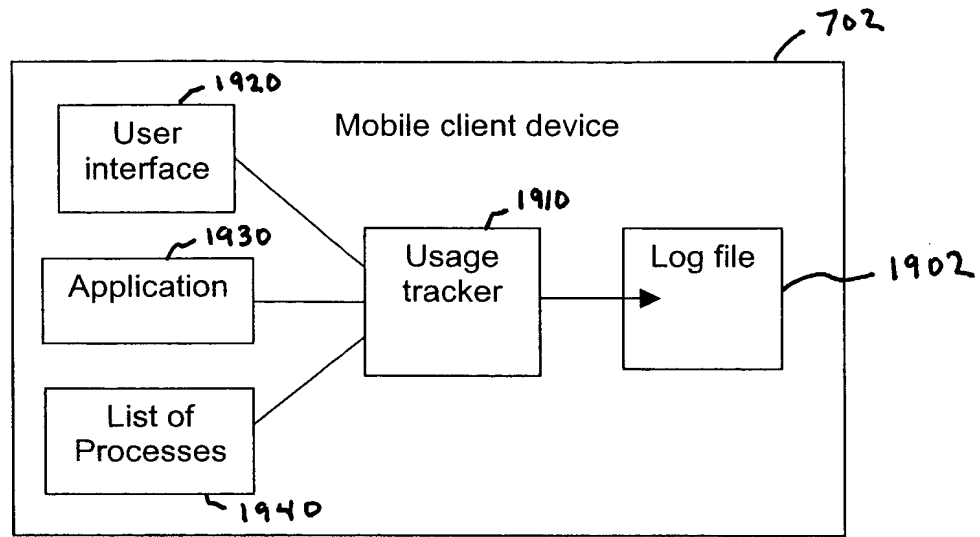 702
1920
User
interface
Mobile client device
1930
Application
1910
Usage
tracker
Log file
1902
List of
Processes
1940